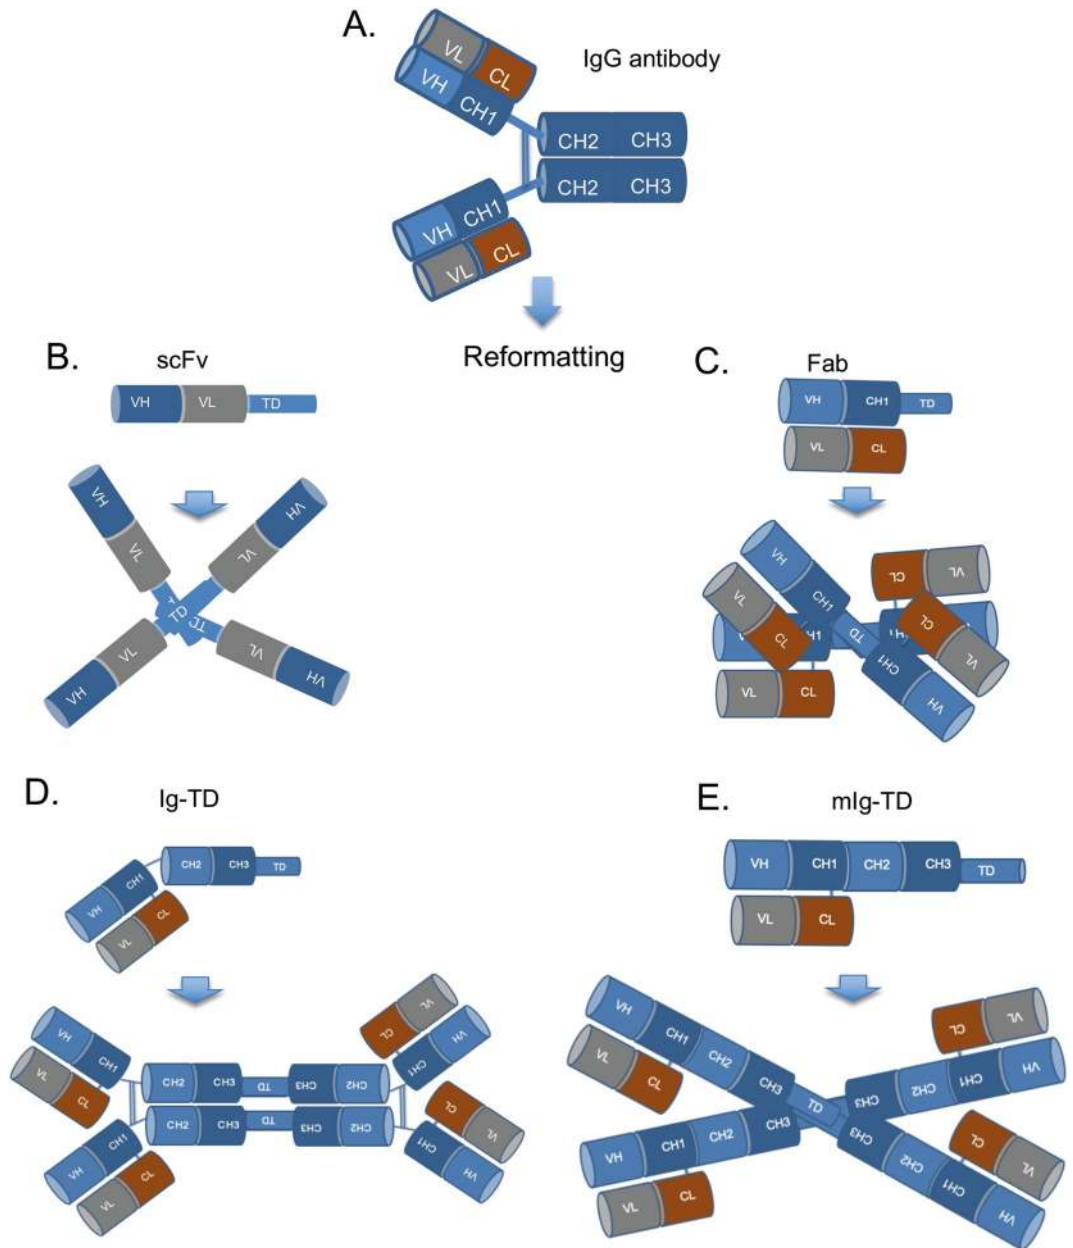 A.
IgG antibody
VL
CL
VH
CH1
CH2
CH3
CH2
CH3
CH1
VH
CL
VL
Reformatting
B.
scFv
VH
VL
TD
VH
VL
VH
VL
TD
VL
VH
VL
VH
C.
Fab
VH
CH1
TD
VL
CL
VH
CH1
CL
VL
VL
CL
TD
CL
VL
CH1
VH
VL
CL
D.
Ig-TD
CH2
CH3
TD
CH1
VH
CL
VL
VH
CH1
VL
CL
CH2
CH3
TD
CH3
CH2
CH2
CH3
TD
CH3
CH2
CH1
VH
CL
VL
VL
CL
VH
CH1
CL
VL
CH1
VH
E.
mIg-TD
VH
CH1
CH2
CH3
TD
VL
CL
VH
CH1
CH2
CH3
TD
VL
CL
CH3
CH2
CH1
VH
CL
VL
VH
CH1
CH2
CH3
VL
CL
CH3
CH2
CH1
VH
CL
VL